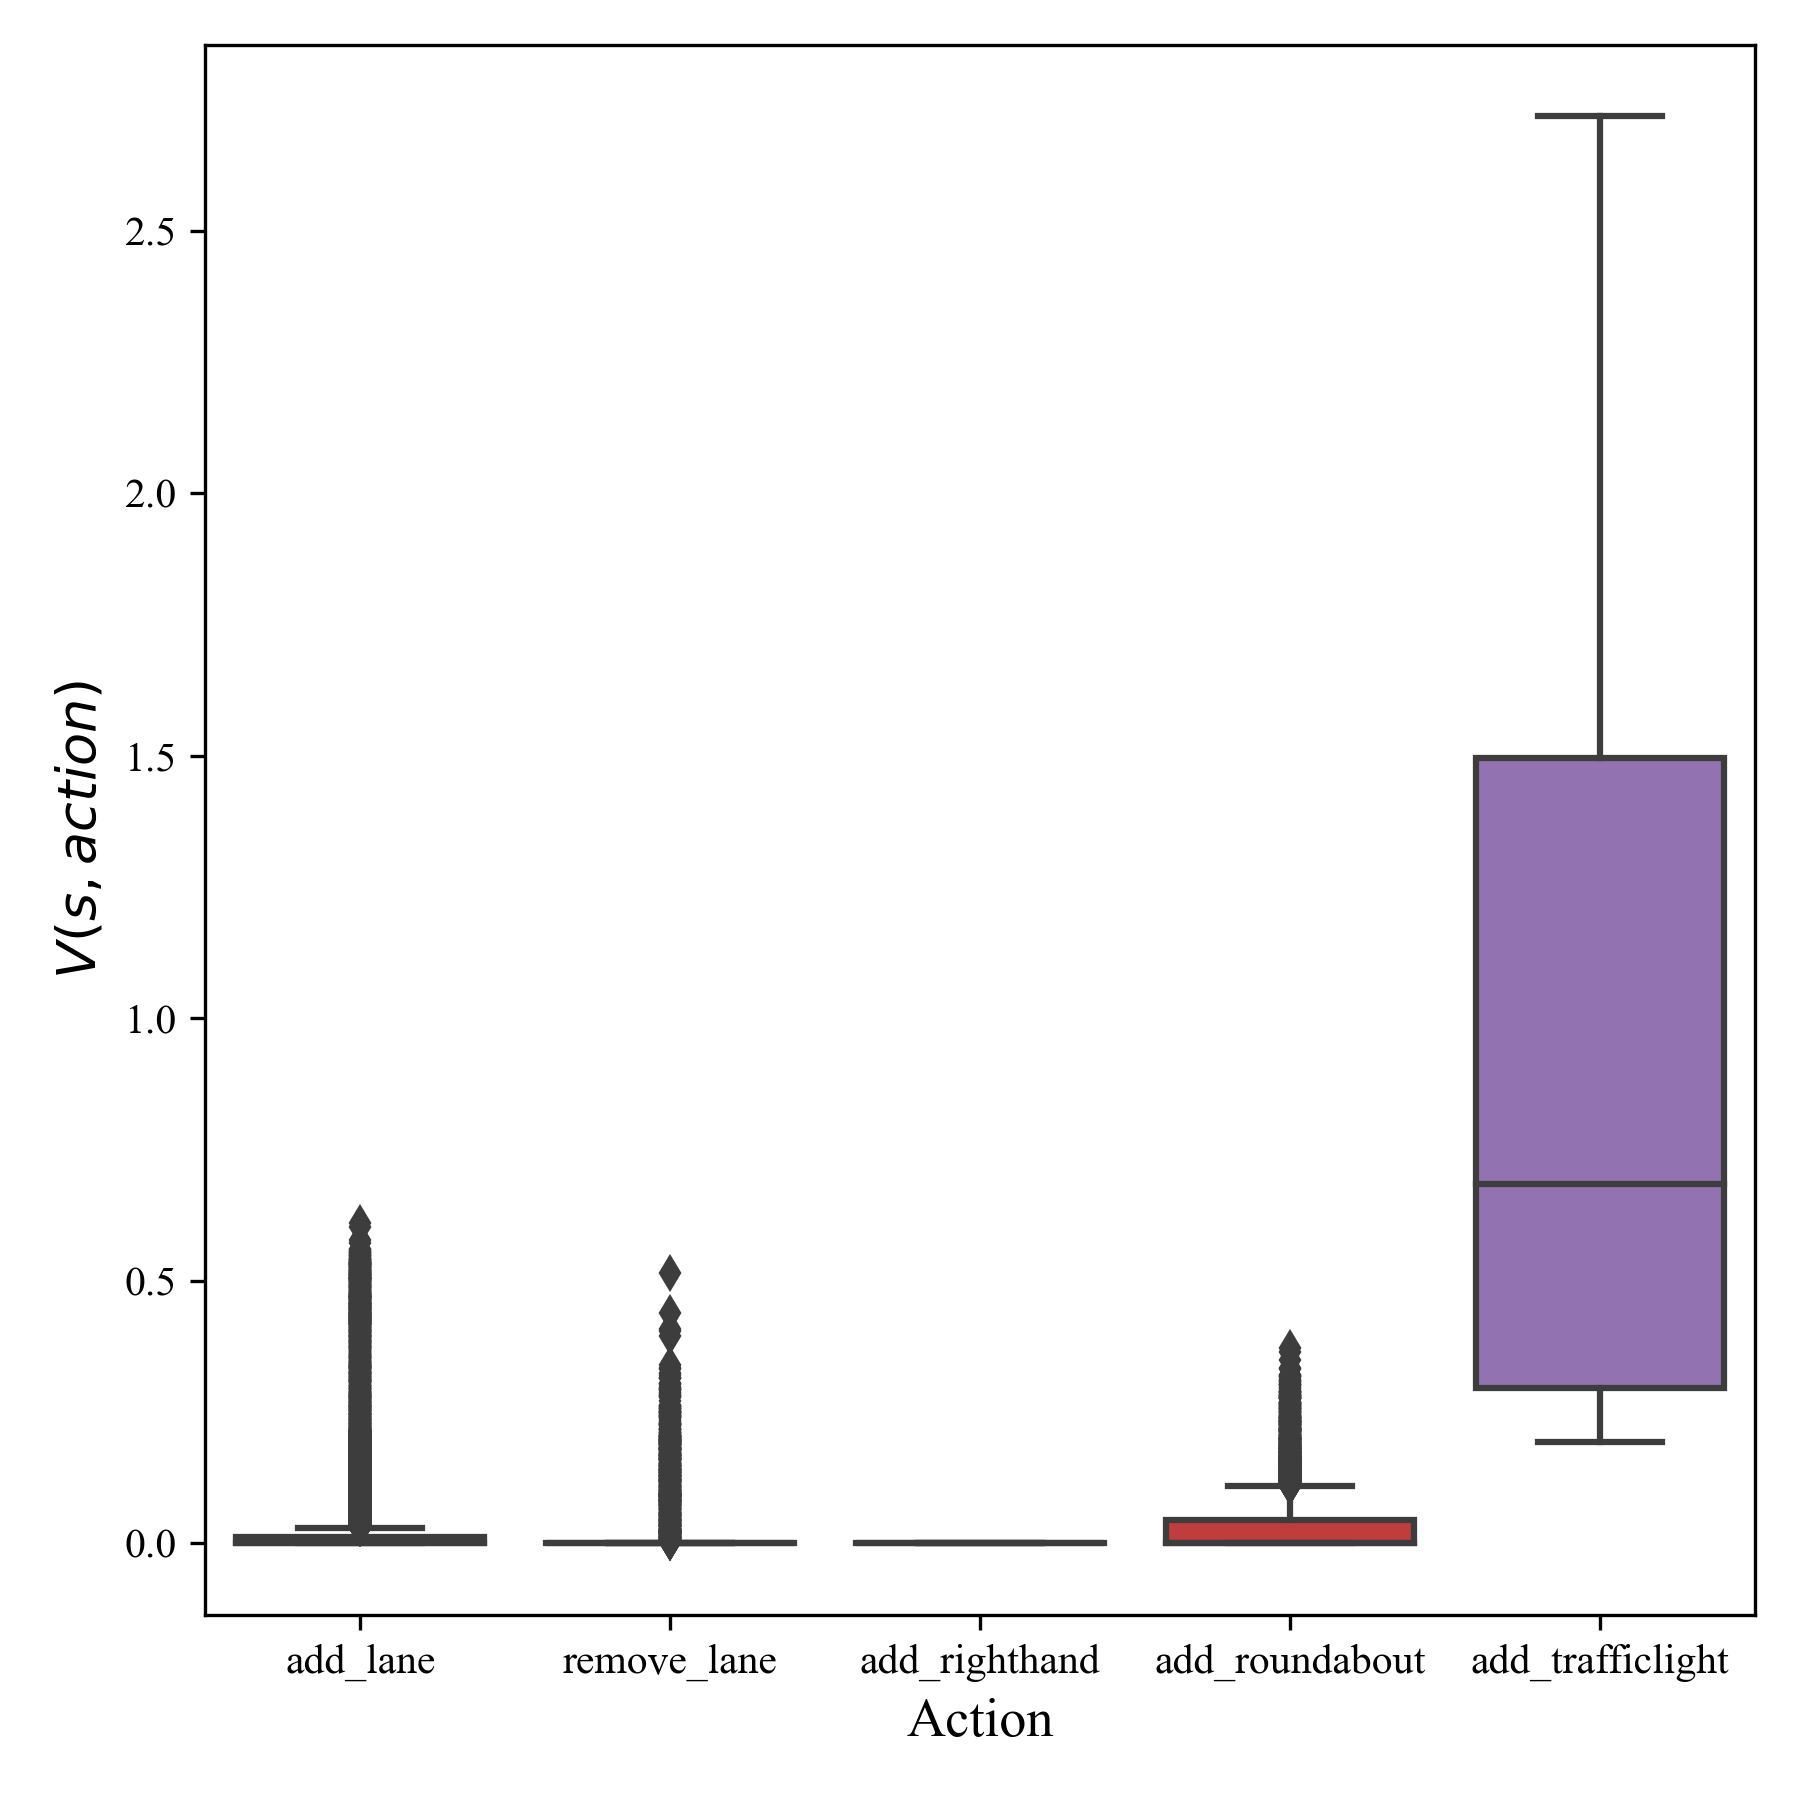 V(s, action)
2.5
2.0
1.5
1.0
0.5
0.0
add_lane remove_lane add_righthand add_roundabout add_trafficlight
Action